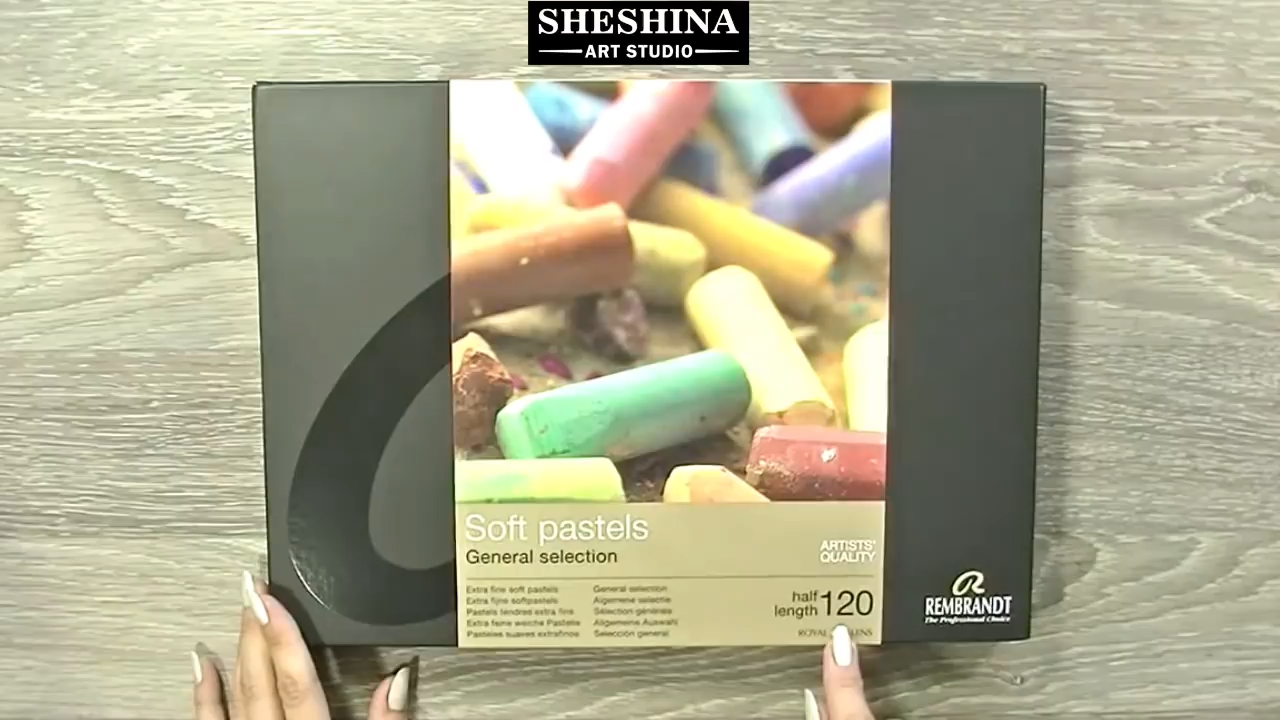 SHESHINA
ART STUDIO
Soft pastels
General selection
ARTISTS'
QUALITY
Extra fine soft pastels
Extra fijne softpastels
Pastels tendres extra fins
Extra feine weiche Pastelle
Pasteles suaves extrafinos
General selection
Algemene selectie
Sélection générale
Allgemeine Auswahl
Selección general
half
length 120
ROYAL
REMBRANDT
The Professional Choice